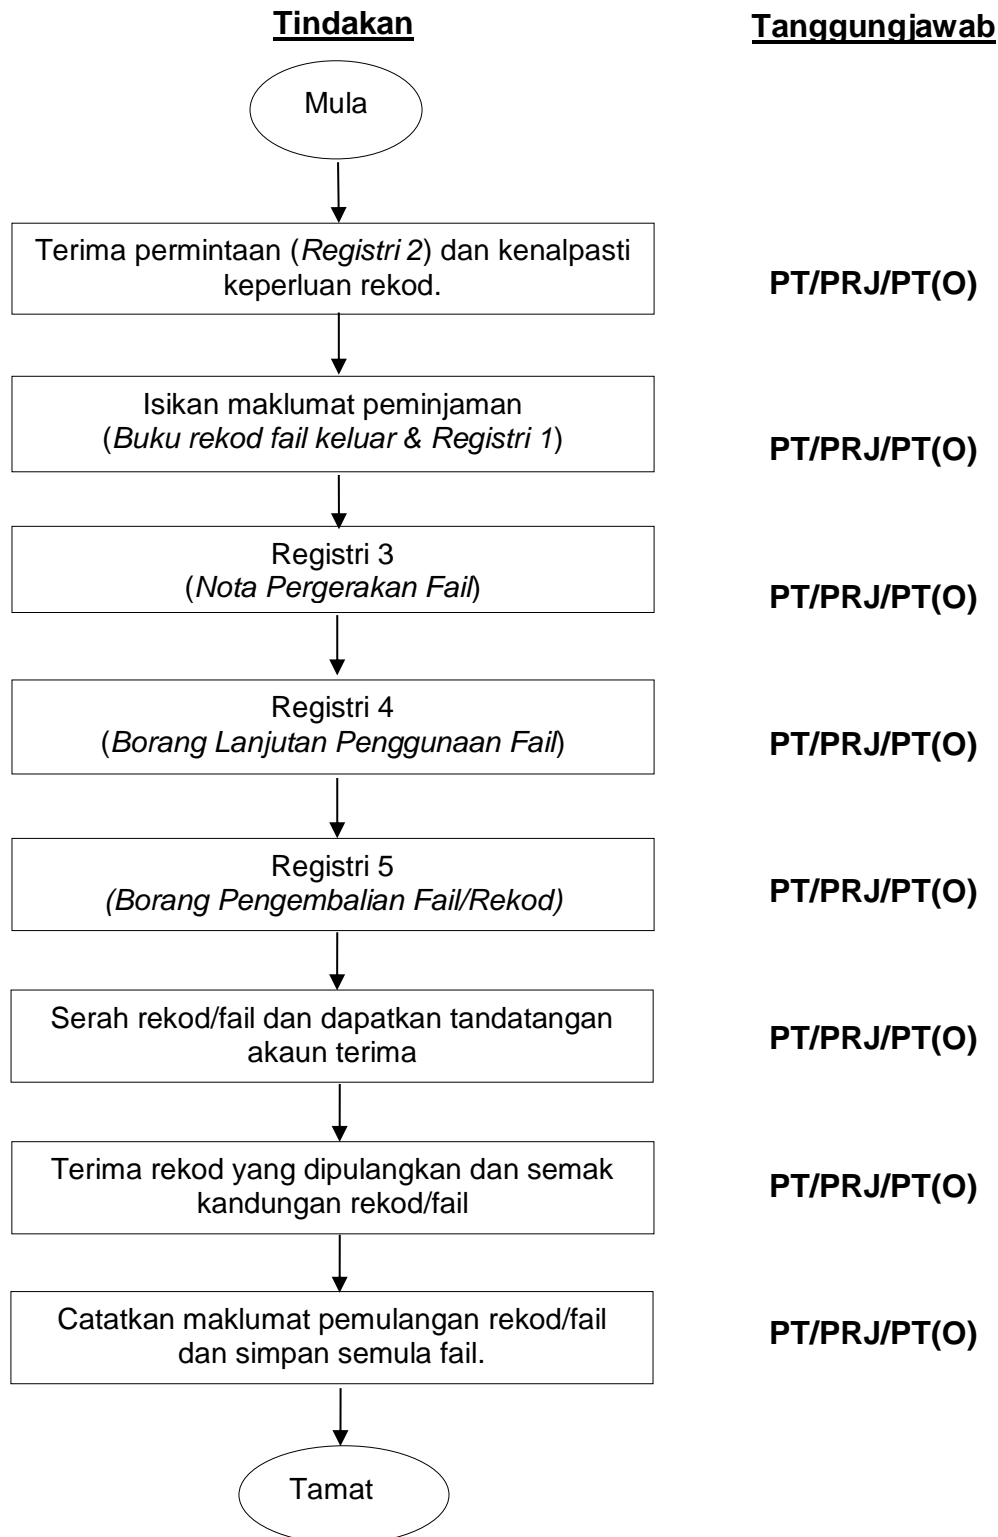 Tindakan
Tanggungjawab
Mula
Terima permintaan (Registri 2) dan kenalpasti
keperluan rekod.
PT/PRJ/PT(O)
Isikan maklumat peminjaman
(Buku rekod fail keluar & Registri 1)
PT/PRJ/PT(O)
Registri 3
(Nota Pergerakan Fail)
PT/PRJ/PT(O)
Registri 4
(Borang Lanjutan Penggunaan Fail)
PT/PRJ/PT(O)
Registri 5
(Borang Pengembalian Fail/Rekod)
PT/PRJ/PT(O)
Serah rekod/fail dan dapatkan tandatangan
akaun terima
PT/PRJ/PT(O)
Terima rekod yang dipulangkan dan semak
kandungan rekod/fail
PT/PRJ/PT(O)
Catatkan maklumat pemulangan rekod/fail
dan simpan semula fail.
PT/PRJ/PT(O)
Tamat